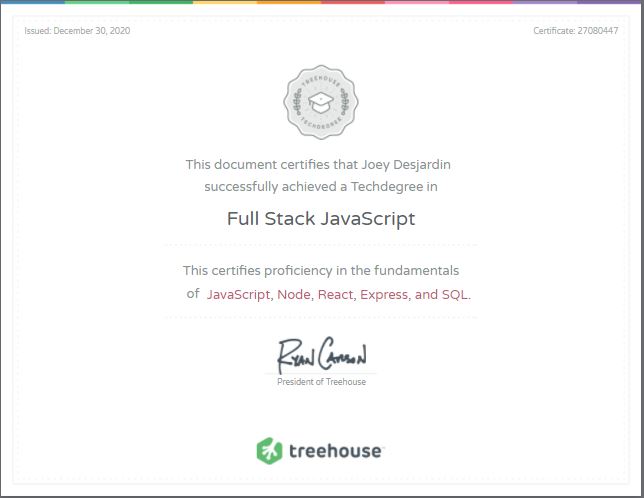 Issued: December 30, 2020
Certificate: 27080447
TREEHOUSE
TECHDEGREE
This document certifies that Joey Desjardin
successfully achieved a Techdegree in
Full Stack JavaScript
This certifies proficiency in the fundamentals
of JavaScript, Node, React, Express, and SQL.
Ryan Carson
President of Treehouse
treehouse